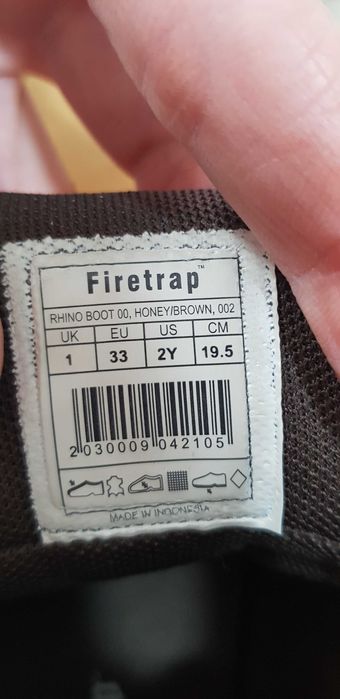 Firetrap™
RHINO BOOT 00, HONEY/BROWN, 002
UK EU US CM
1 33 2Y 19.5
2030009042105
MADE IN INDONESIA